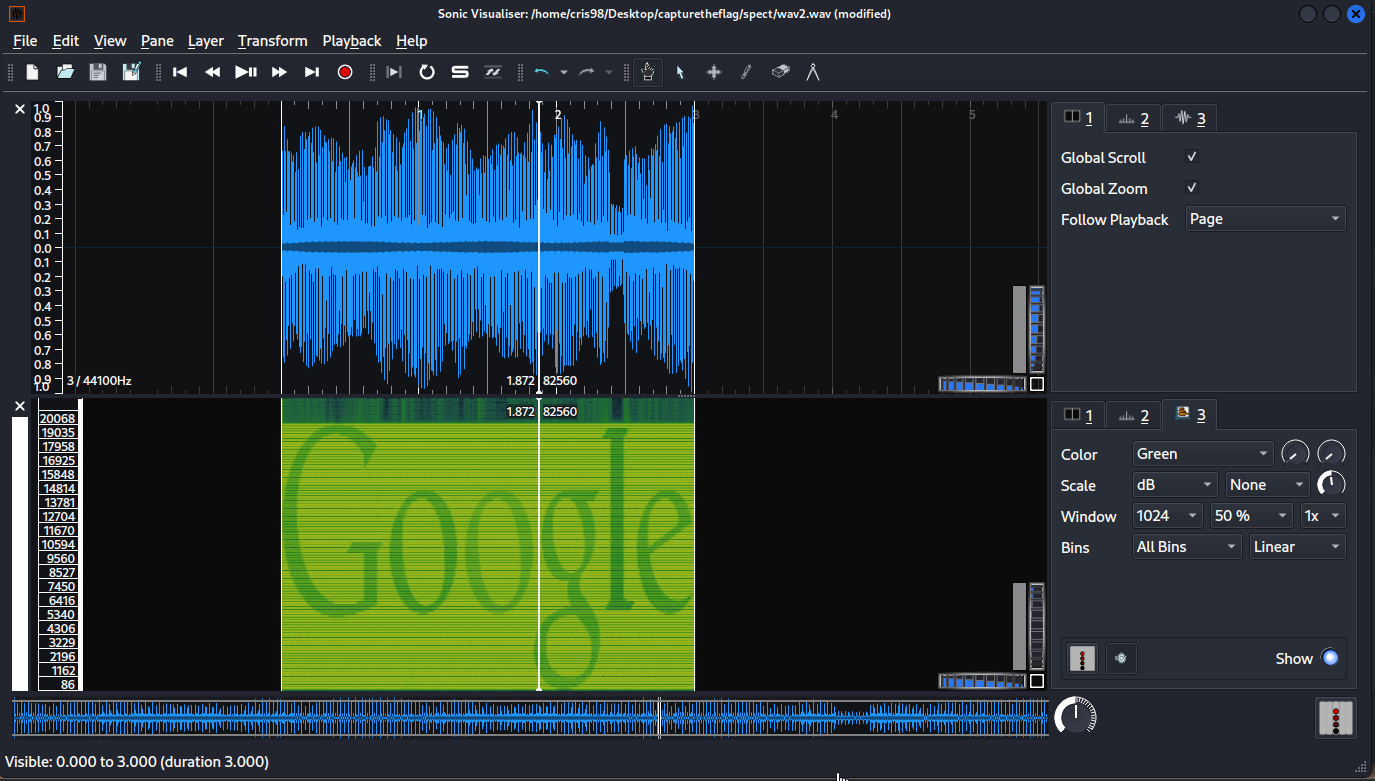 Sonic Visualiser: /home/cris98/Desktop/capturetheflag/spect/wav2.wav (modified)
File Edit View Pane Layer Transform Playback Help
1.0
0.9
0.8
0.7
0.6
0.5
0.4
0.3
0.2
0.1
0.0
0.1
0.2
0.3
0.4
0.5
0.6
0.7
0.8
0.9
1.0
1 2 3 4 5
3 / 44100Hz
1.872 82560
1 2 3
Global Scroll
Global Zoom
Follow Playback Page
1.872 82560
20068
19035
17958
16925
15848
14814
13781
12704
11670
10594
9560
8527
7450
6416
5340
4306
3229
2196
1162
86
Google
1 2 3
Color Green
Scale dB None
Window 1024 50 % 1x
Bins All Bins Linear
Show
Visible: 0.000 to 3.000 (duration 3.000)